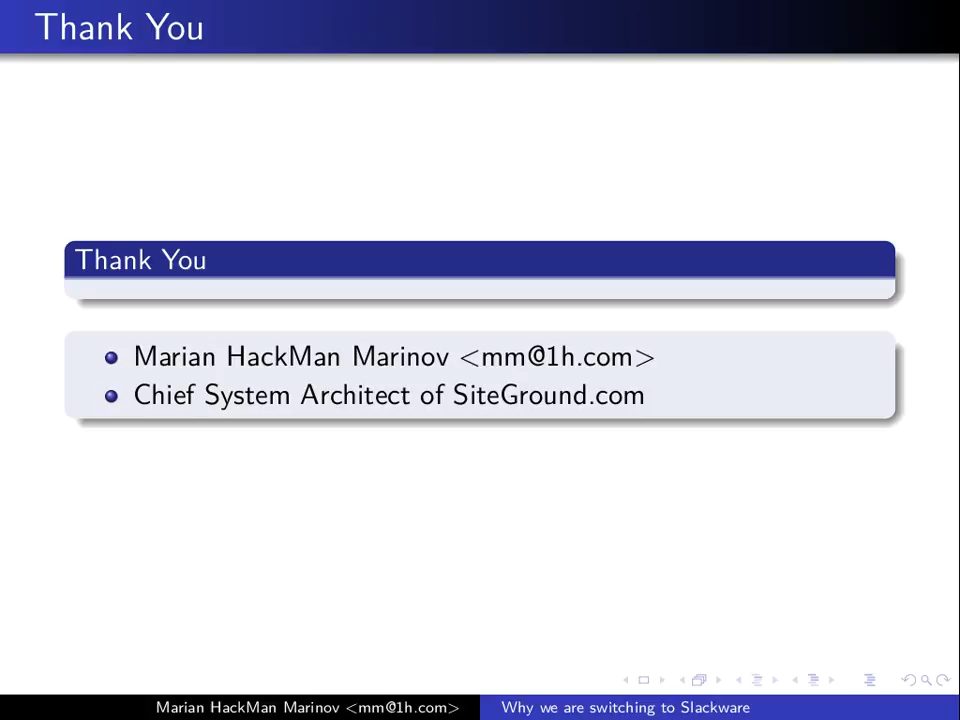 Thank You
Thank You
Marian HackMan Marinov <mm@1h.com>
Chief System Architect of SiteGround.com
Marian HackMan Marinov <mm@1h.com>
Why we are switching to Slackware